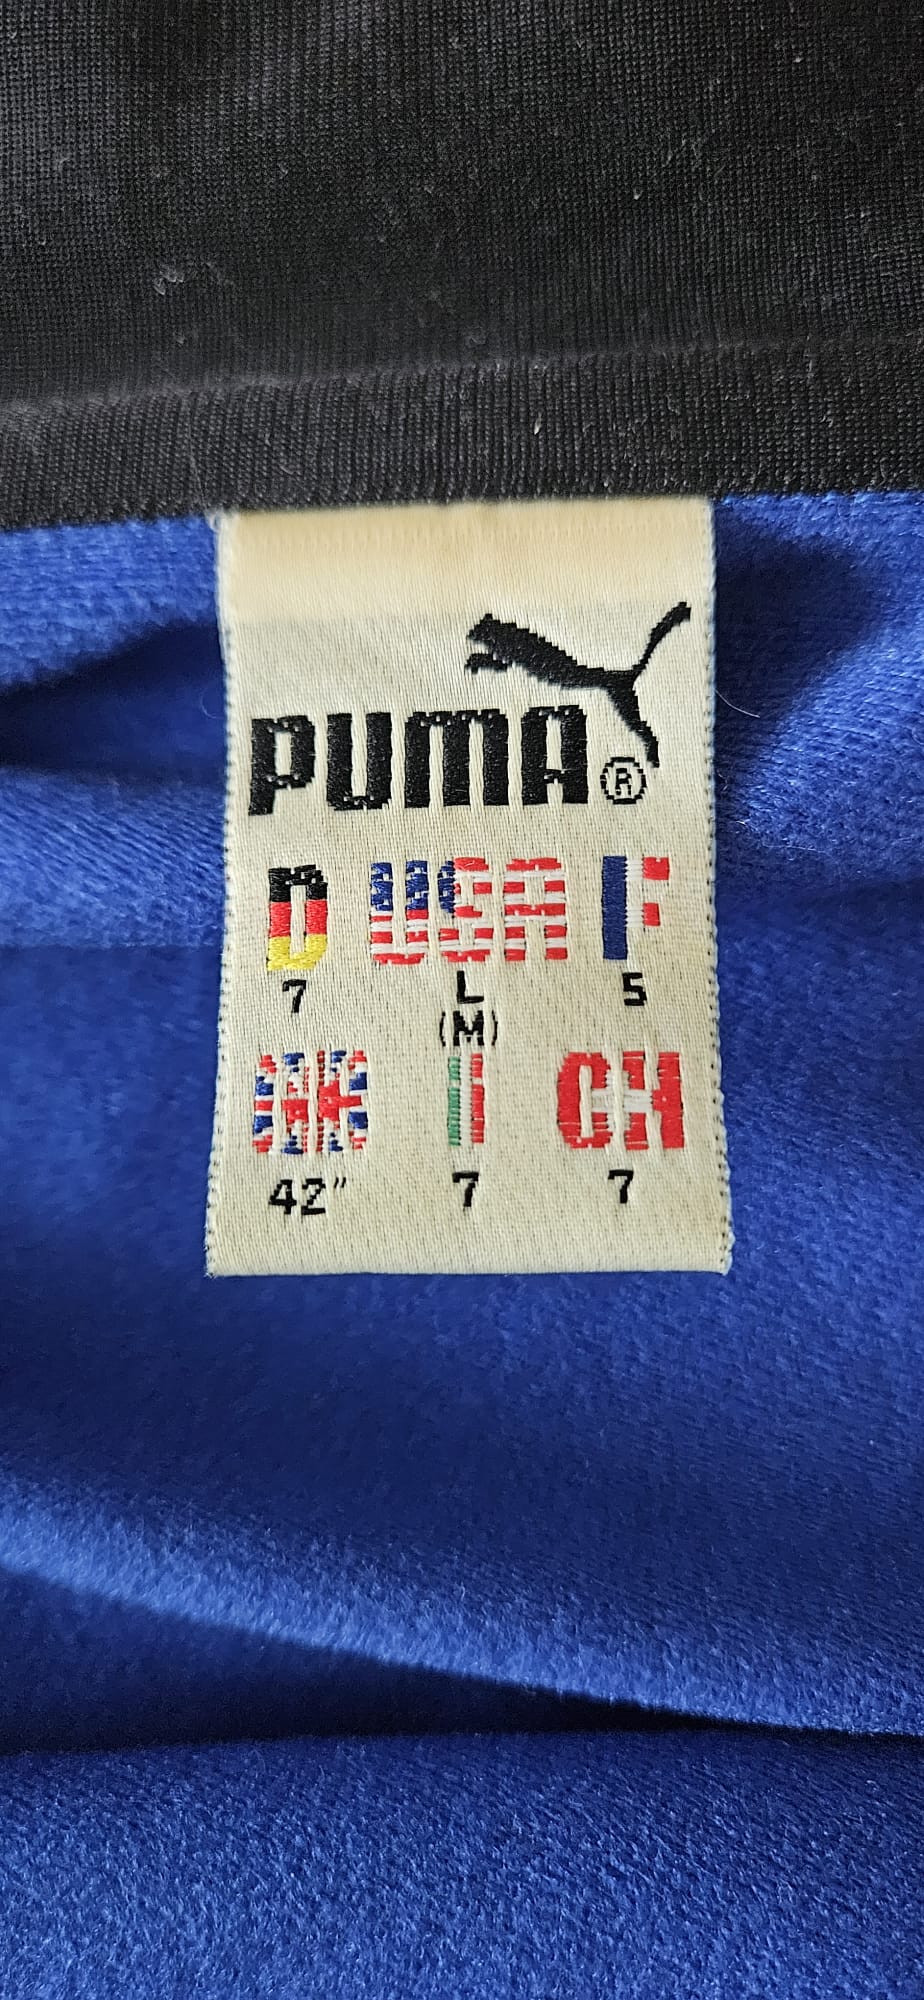 PUMA®
D USA F
7 L 5
(M)
GB I CH
42" 7 7